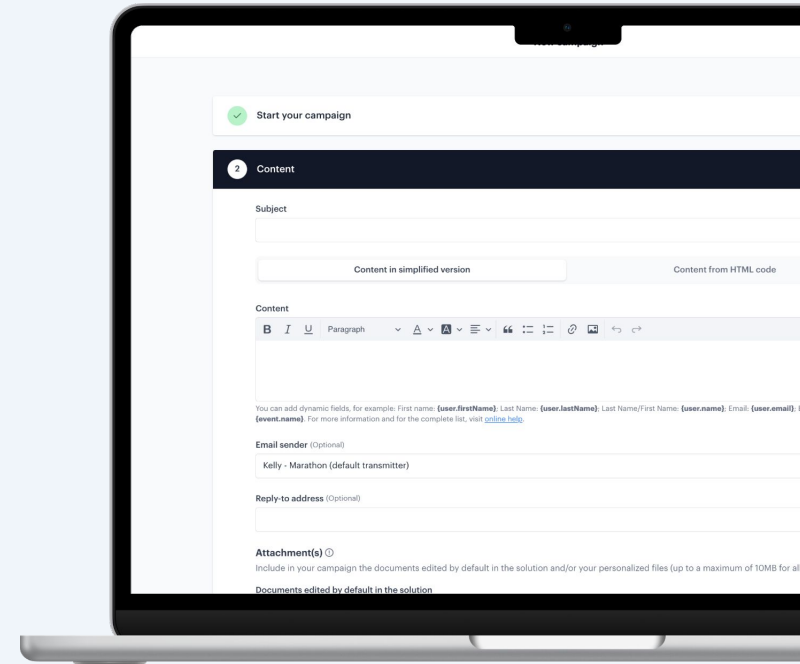 Start your campaign
2 Content
Subject
Content in simplified version Content from HTML code
Content
B I U Paragraph A A
You can add dynamic fields, for example: First name: {user.firstName}; Last Name: {user.lastName}; Last Name/First Name: {user.name}; Email: {user.email};
{event.name}. For more information and for the complete list, visit online help.
Email sender (Optional)
Kelly - Marathon (default transmitter)
Reply-to address (Optional)
Attachment(s)
Include in your campaign the documents edited by default in the solution and/or your personalized files (up to a maximum of 10MB for al
Documents edited by default in the solution